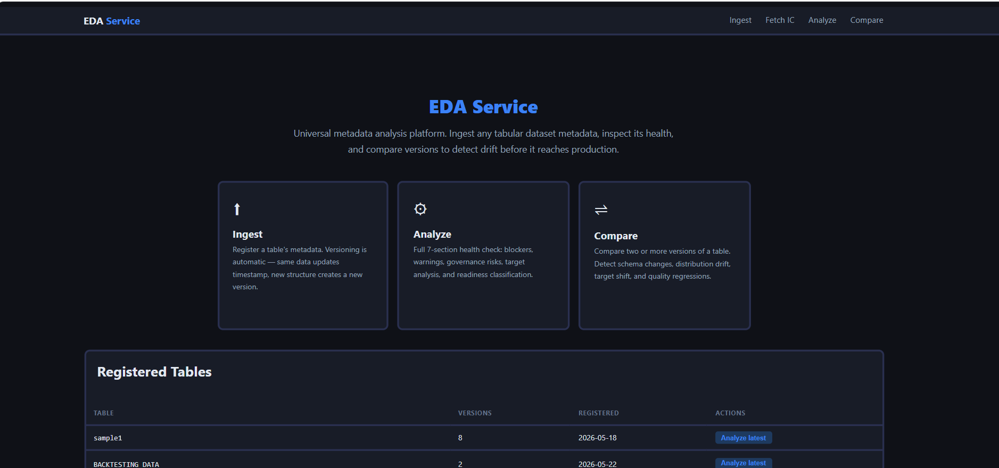 EDA Service
Ingest
Fetch IC
Analyze
Compare
EDA Service
Universal metadata analysis platform. Ingest any tabular dataset metadata, inspect its health,
and compare versions to detect drift before it reaches production.
Ingest
Register a table's metadata. Versioning is
automatic — same data updates
timestamp, new structure creates a new
version.
Analyze
Full 7-section health check: blockers,
warnings, governance risks, target
analysis, and readiness classification.
Compare
Compare two or more versions of a table.
Detect schema changes, distribution drift,
target shift, and quality regressions.
Registered Tables
TABLE VERSIONS REGISTERED ACTIONS
sample1 8 2026-05-18 Analyze latest
BACKTESTING_DATA 2 2026-05-22 Analyze latest